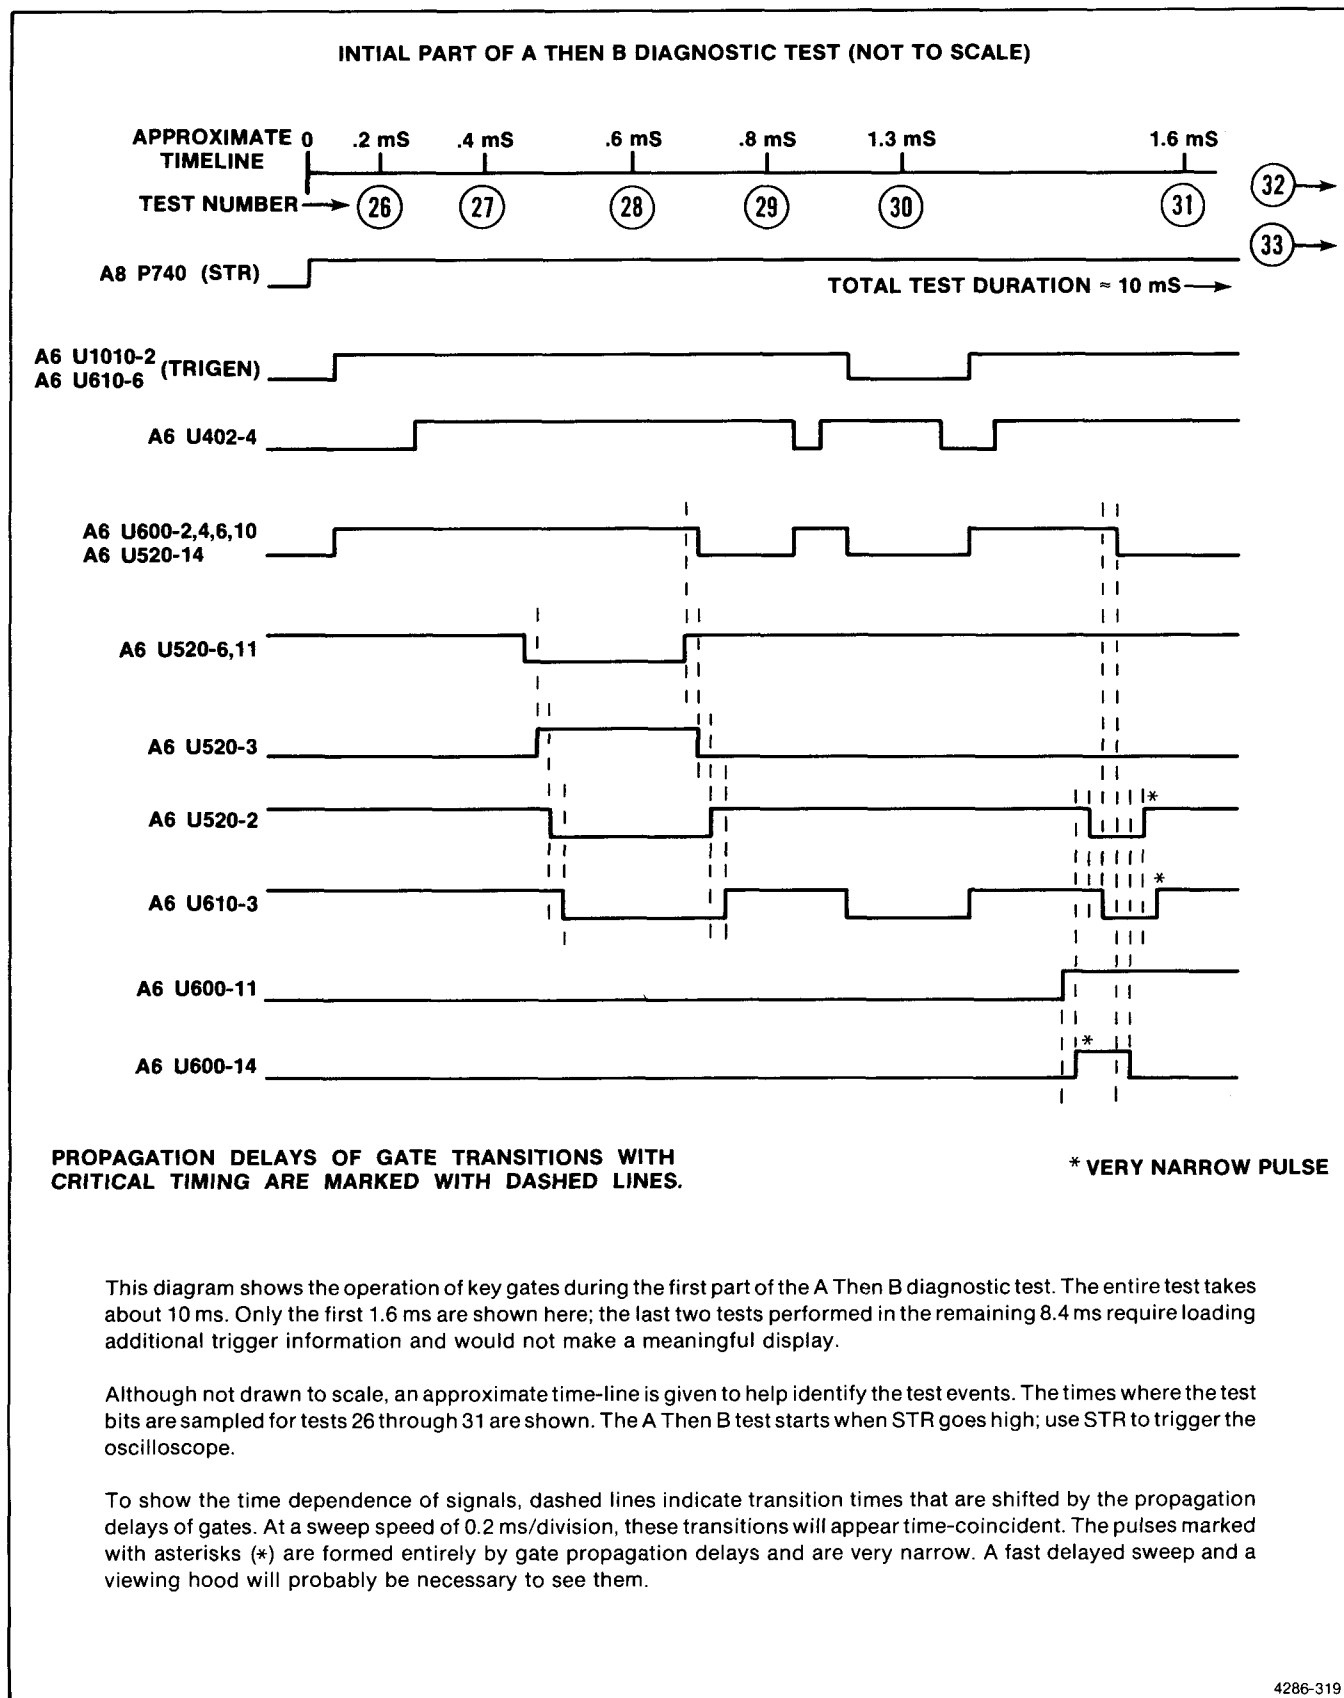 INTIAL PART OF A THEN B DIAGNOSTIC TEST (NOT TO SCALE)
APPROXIMATE TIMELINE
0 .2 mS .4 mS .6 mS .8 mS 1.3 mS 1.6 mS
TEST NUMBER → 26 27 28 29 30 31 32 →
33 →
A8 P740 (STR)
TOTAL TEST DURATION ≈ 10 mS →
A6 U1010-2
A6 U610-6 (TRIGEN)
A6 U402-4
A6 U600-2,4,6,10
A6 U520-14
A6 U520-6,11
A6 U520-3
A6 U520-2
*
A6 U610-3
*
A6 U600-11
A6 U600-14
*
PROPAGATION DELAYS OF GATE TRANSITIONS WITH
CRITICAL TIMING ARE MARKED WITH DASHED LINES.
* VERY NARROW PULSE
This diagram shows the operation of key gates during the first part of the A Then B diagnostic test. The entire test takes
about 10 ms. Only the first 1.6 ms are shown here; the last two tests performed in the remaining 8.4 ms require loading
additional trigger information and would not make a meaningful display.
Although not drawn to scale, an approximate time-line is given to help identify the test events. The times where the test
bits are sampled for tests 26 through 31 are shown. The A Then B test starts when STR goes high; use STR to trigger the
oscilloscope.
To show the time dependence of signals, dashed lines indicate transition times that are shifted by the propagation
delays of gates. At a sweep speed of 0.2 ms/division, these transitions will appear time-coincident. The pulses marked
with asterisks (*) are formed entirely by gate propagation delays and are very narrow. A fast delayed sweep and a
viewing hood will probably be necessary to see them.
4286-319